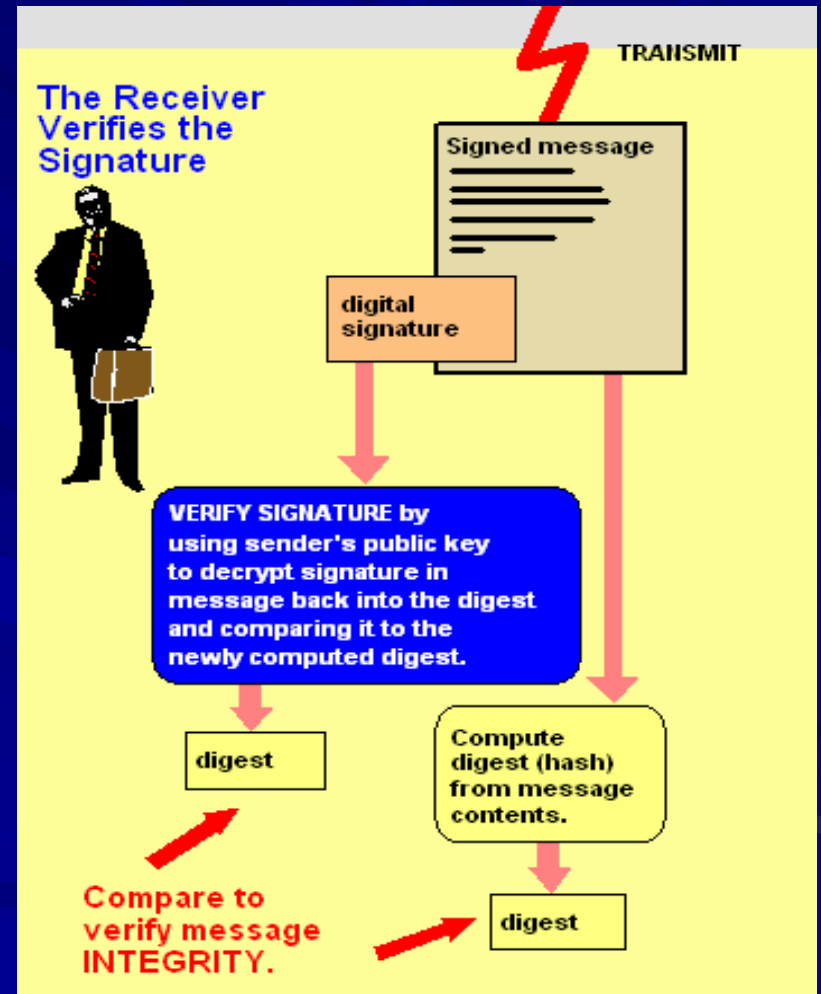 TRANSMIT
The Receiver
Verifies the
Signature
Signed message
digital
signature
VERIFY SIGNATURE by
using sender's public key
to decrypt signature in
message back into the digest
and comparing it to the
newly computed digest.
digest
Compute
digest (hash)
from message
contents.
Compare to
verify message
INTEGRITY.
digest